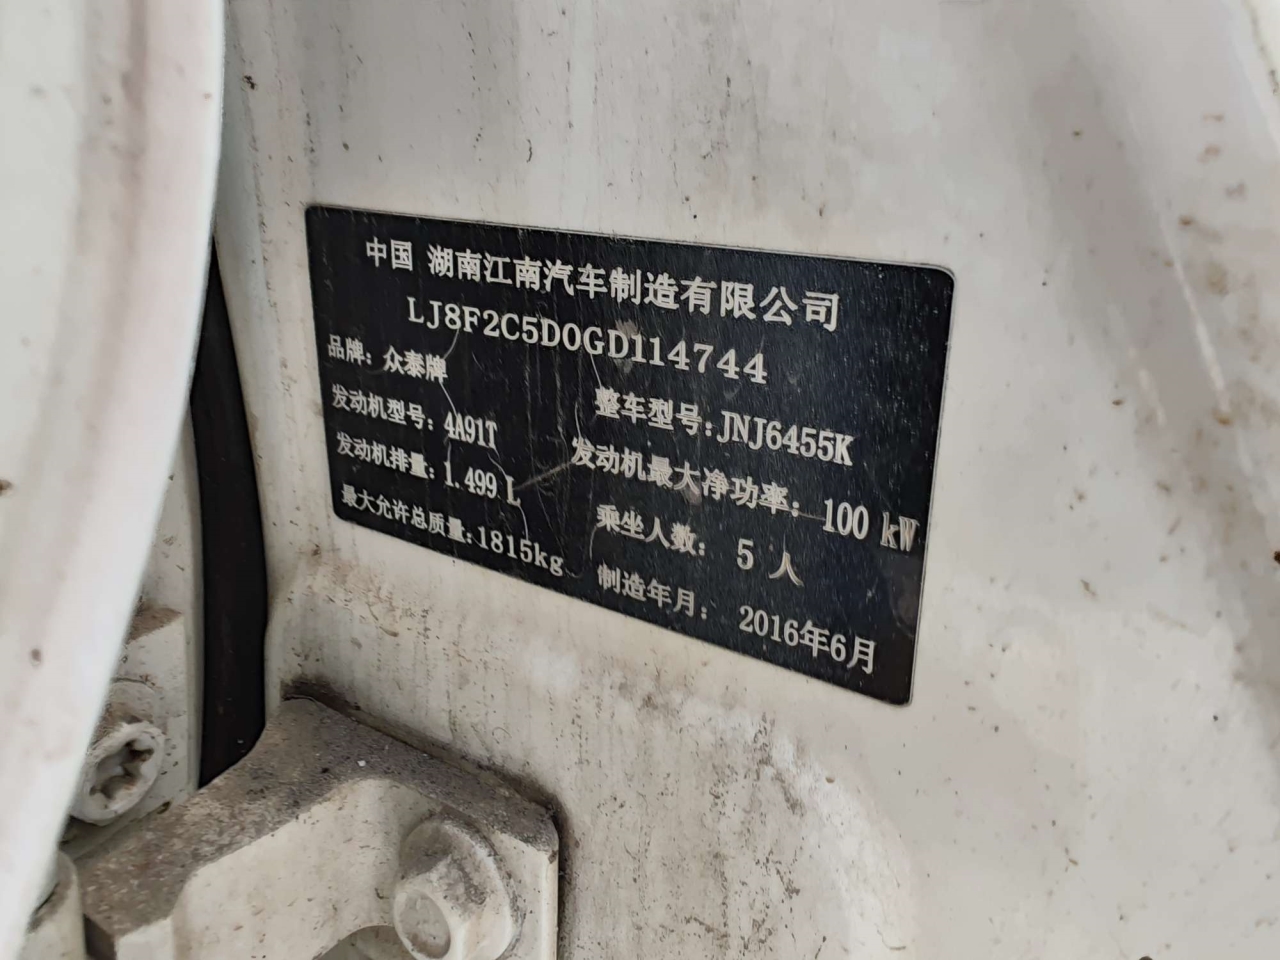 中国 湖南江南汽车制造有限公司
LJ8F2C5D0GD114744
品牌：众泰牌 整车型号：JNJ6455K
发动机型号：4A91T 发动机最大净功率：100 kW
发动机排量：1.499 L 乘坐人数：5 人
最大允许总质量：1815kg 制造年月：2016年6月